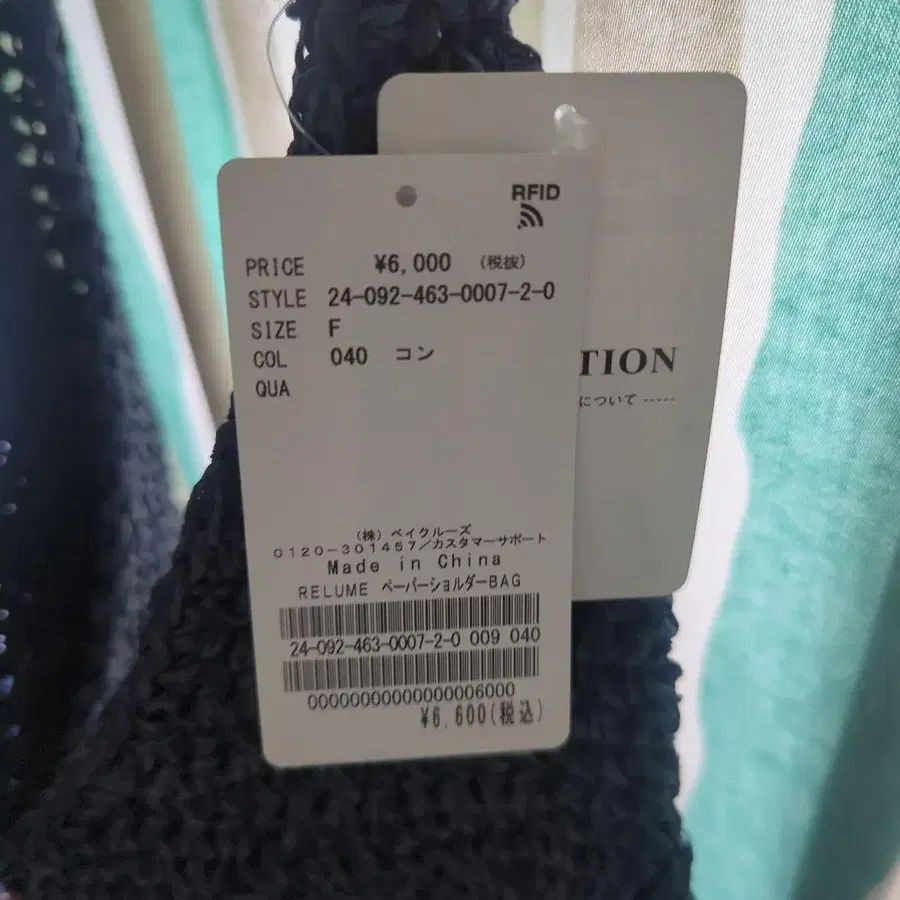 RFID
PRICE ¥6,000 (税抜)
STYLE 24-092-463-0007-2-0
SIZE F
COL 040 コン
QUA
(株) ベイクルーズ
0120-301457/カスタマーサポート
Made in China
RELUME ペーパーショルダーBAG
24-092-463-0007-2-0 009 040
00000000000000006000
¥6,600(税込)
TION
について -----